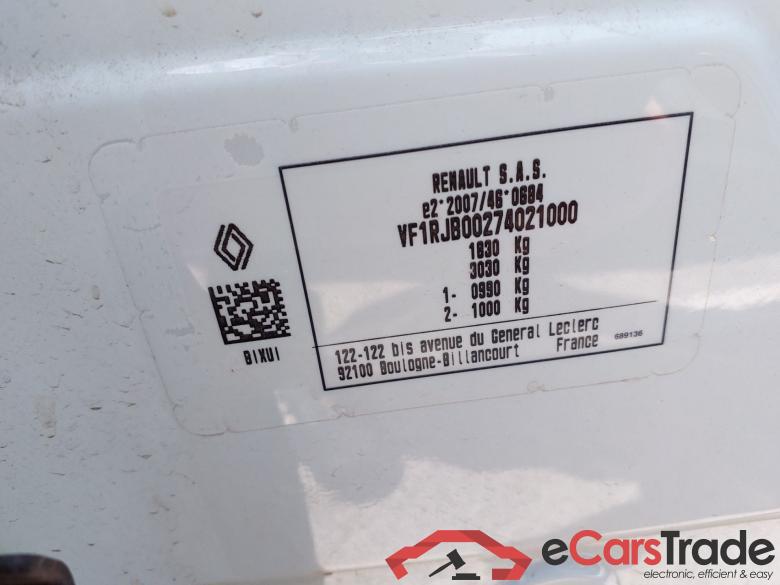 RENAULT S.A.S.
e2*2007/46*0684
VF1RJB00274021000
1830 Kg
3030 Kg
1- 0990 Kg
2- 1000 Kg
BIXUI
122-122 bis avenue du General Leclerc
92100 Boulogne-Billancourt France
689136
eCarsTrade
electronic, efficient & easy